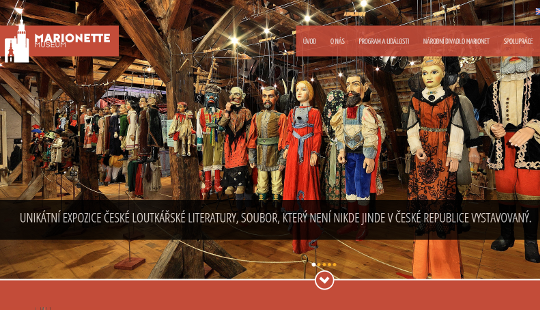 MARIONETTE
MUSEUM
ÚVOD O NÁS PROGRAM A UDÁLOSTI NÁRODNÍ DIVADLO MARIONET SPOLUPRÁCE
UNIKÁTNÍ EXPOZICE ČESKÉ LOUTKÁŘSKÉ LITERATURY, SOUBOR, KTERÝ NENÍ NIKDE JINDE V ČESKÉ REPUBLICE VYSTAVOVANÝ.